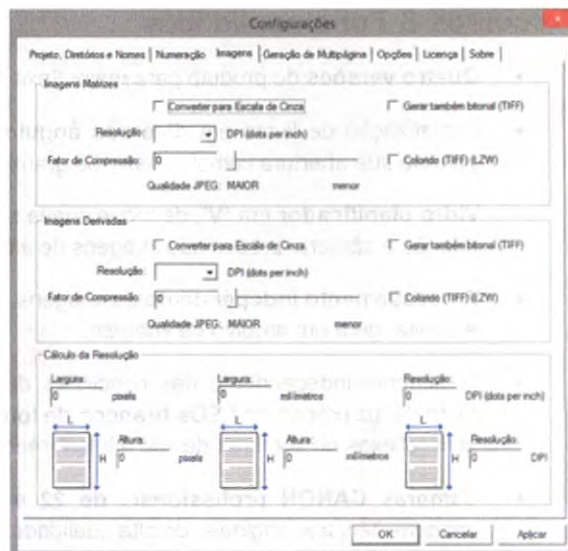 Configurações
Projeto, Diretórios e Nomes | Numeração | Imagens | Geração de Multipágina | Opções | Licença | Sobre
Imagens Matrizes
Converter para Escala de Cinza
Gerar também bitonal (TIFF)
Resolução: DPI (dots per inch)
Fator de Compressão: 0
Colorido (TIFF) (LZW)
Qualidade JPEG: MAIOR menor
Imagens Derivadas
Converter para Escala de Cinza
Gerar também bitonal (TIFF)
Resolução: DPI (dots per inch)
Fator de Compressão: 0
Colorido (TIFF) (LZW)
Qualidade JPEG: MAIOR menor
Cálculo da Resolução
Largura: Largura: Resolução:
0 pixels 0 milímetros 0 DPI (dots per inch)
L L L
Altura: Altura: Resolução:
H 0 pixels H 0 milímetros H 0 DPI
OK Cancelar Aplicar